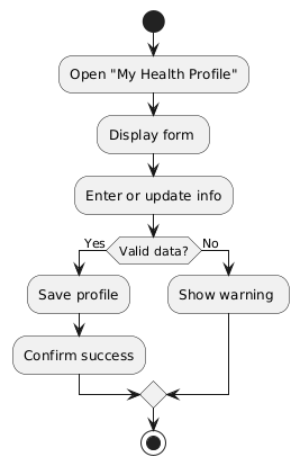 Open "My Health Profile"
Display form
Enter or update info
Valid data?
Yes
No
Save profile
Show warning
Confirm success